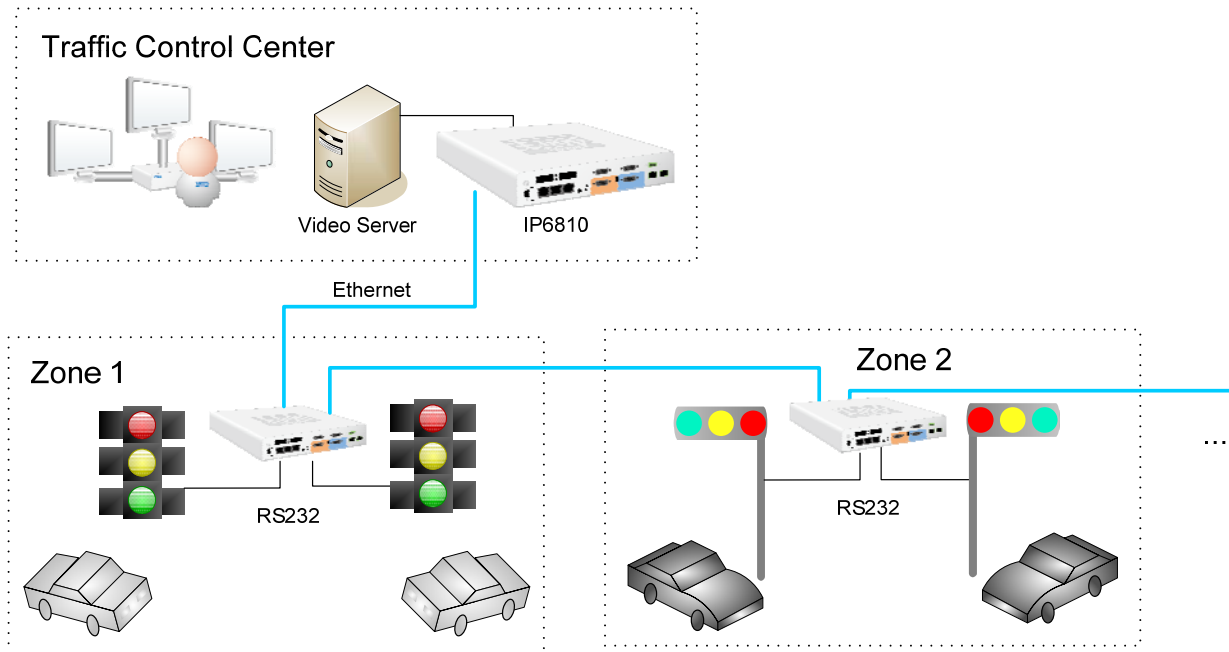 Traffic Control Center
Video Server
IP6810
Ethernet
Zone 1
Zone 2
RS232
RS232
...